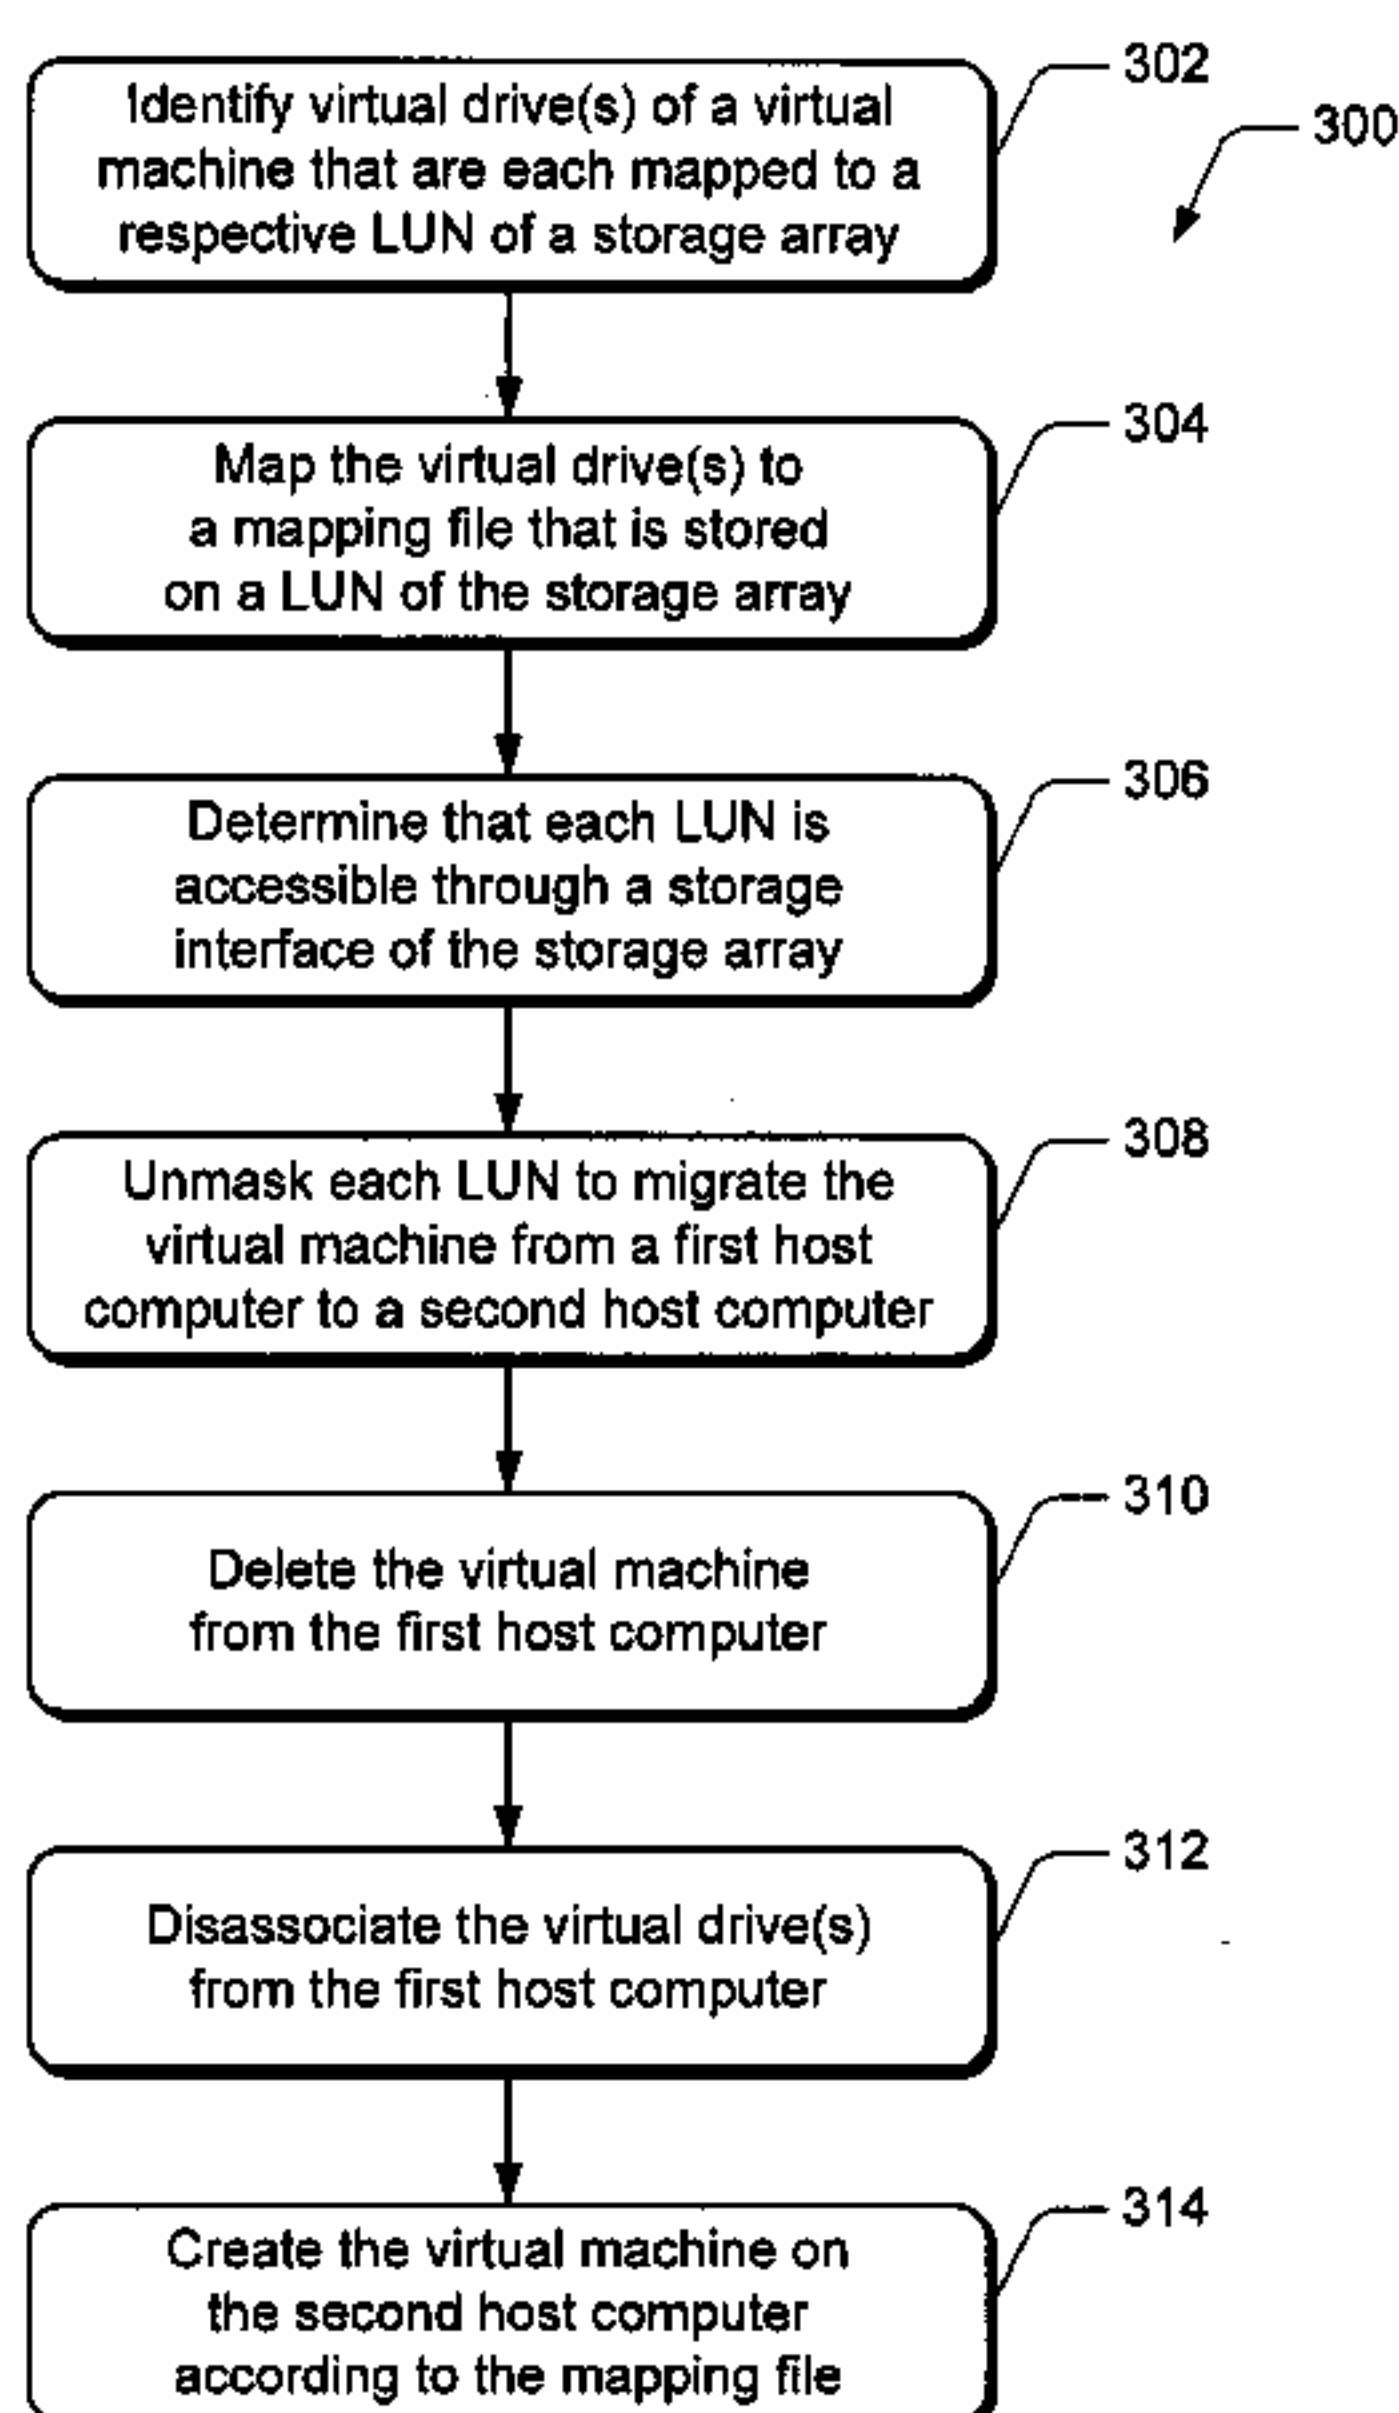 302
300
Identify virtual drive(s) of a virtual
machine that are each mapped to a
respective LUN of a storage array
304
Map the virtual drive(s) to
a mapping file that is stored
on a LUN of the storage array
306
Determine that each LUN is
accessible through a storage
interface of the storage array
308
Unmask each LUN to migrate the
virtual machine from a first host
computer to a second host computer
310
Delete the virtual machine
from the first host computer
312
Disassociate the virtual drive(s)
from the first host computer
314
Create the virtual machine on
the second host computer
according to the mapping file